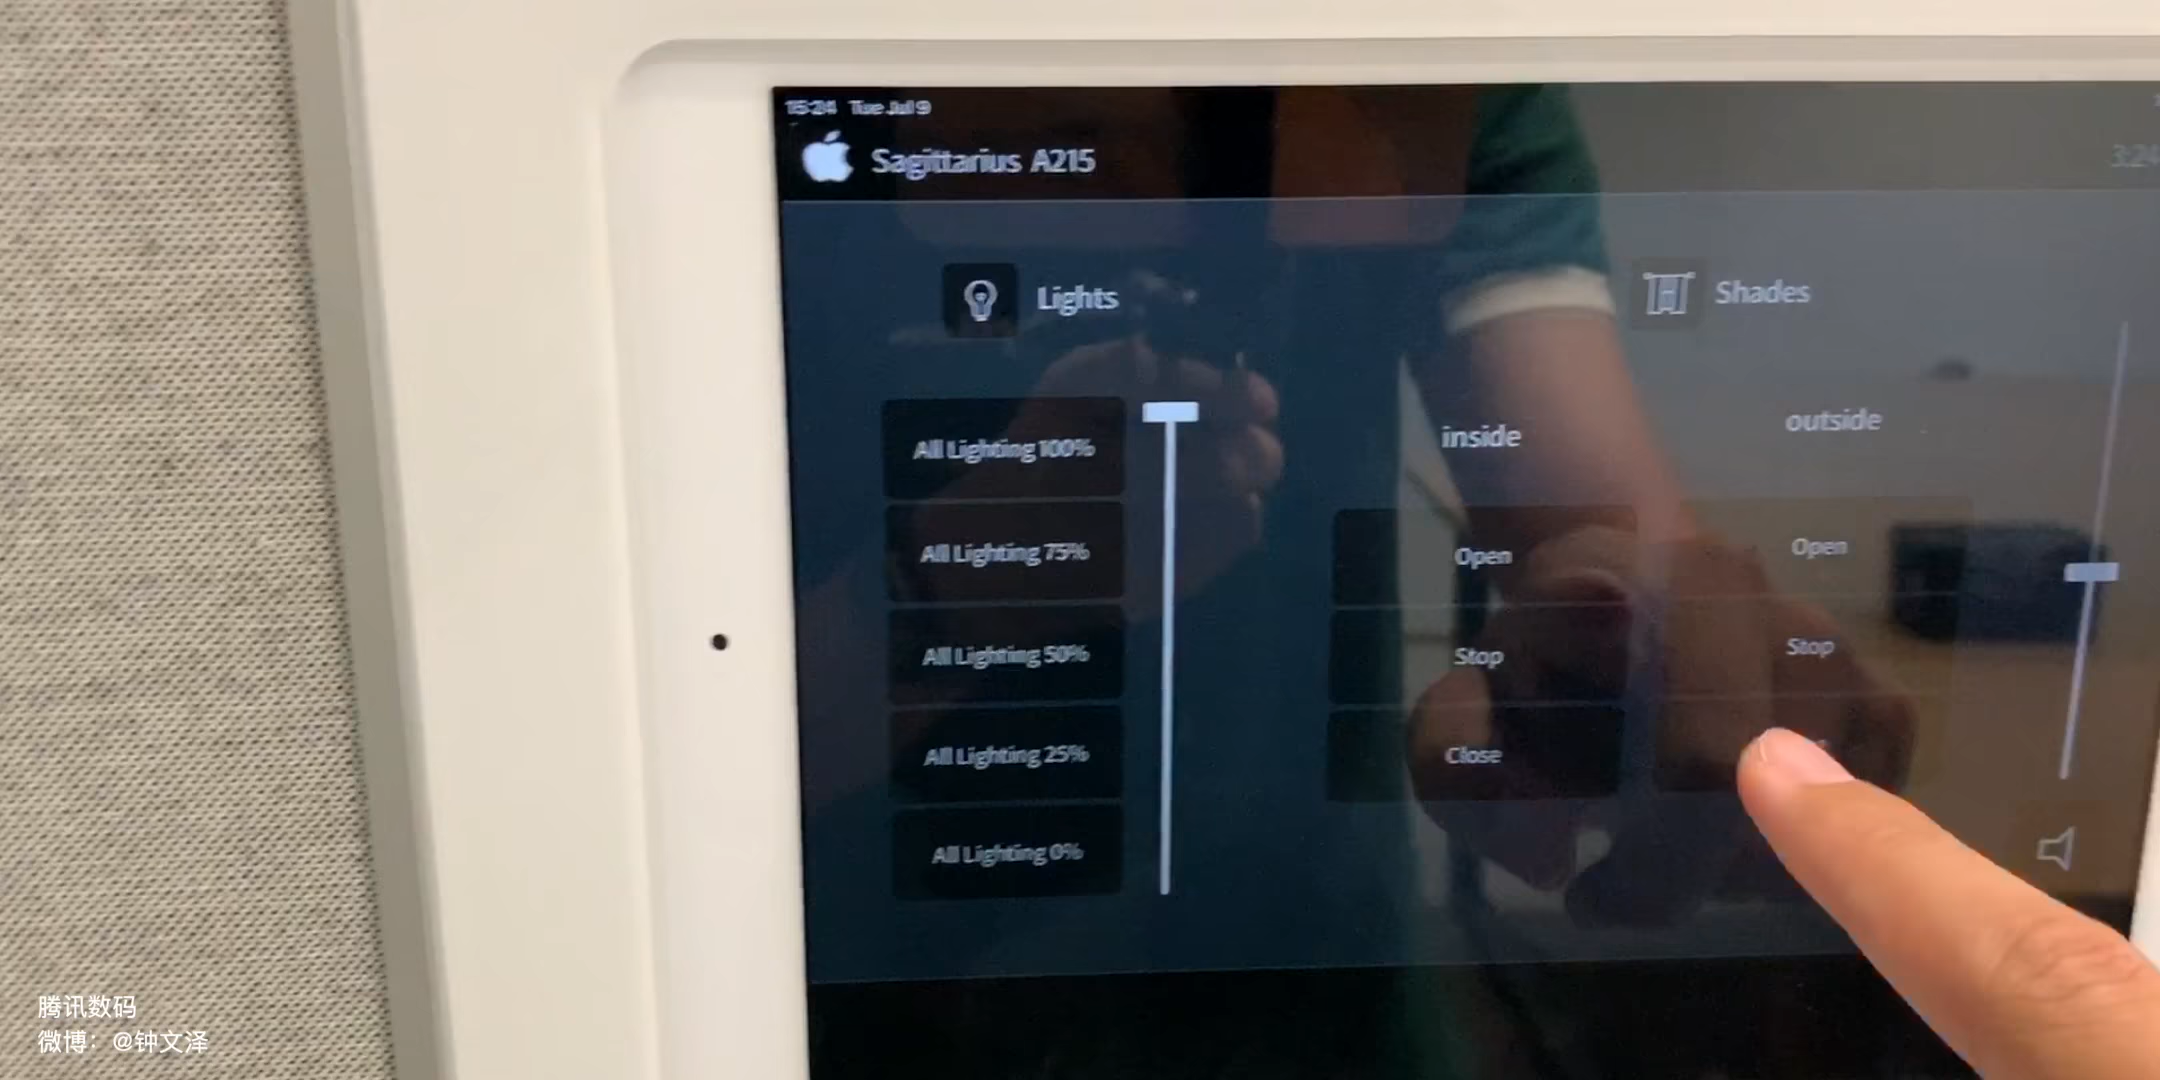 15:24 Tue Jul 9
Sagittarius A215
3:24
Lights
Shades
inside
outside
All Lighting 100%
All Lighting 75%
All Lighting 50%
All Lighting 25%
All Lighting 0%
Open
Stop
Close
Open
Stop
腾讯数码
微博：@钟文泽